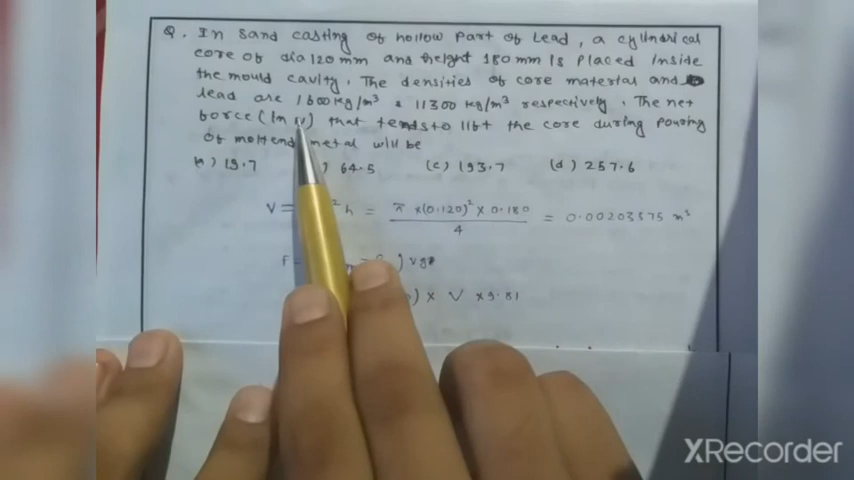 Q. In Sand casting of hollow part of lead, a cylindrical
core of dia 120 mm and height 180 mm is placed inside
the mould cavity. The densities of core material and
lead are 1600 kg/m³ & 11300 kg/m³ respectively. The net
force (In N) that tends to lift the core during pouring
of moltend metal will be
(a) 19.7 ) 64.5 (c) 193.7 (d) 257.6
V = ² h = π × (0.120)² × 0.180 / 4 = 0.00203575 m³
F = ) vg
) × V × 9.81
XRecorder